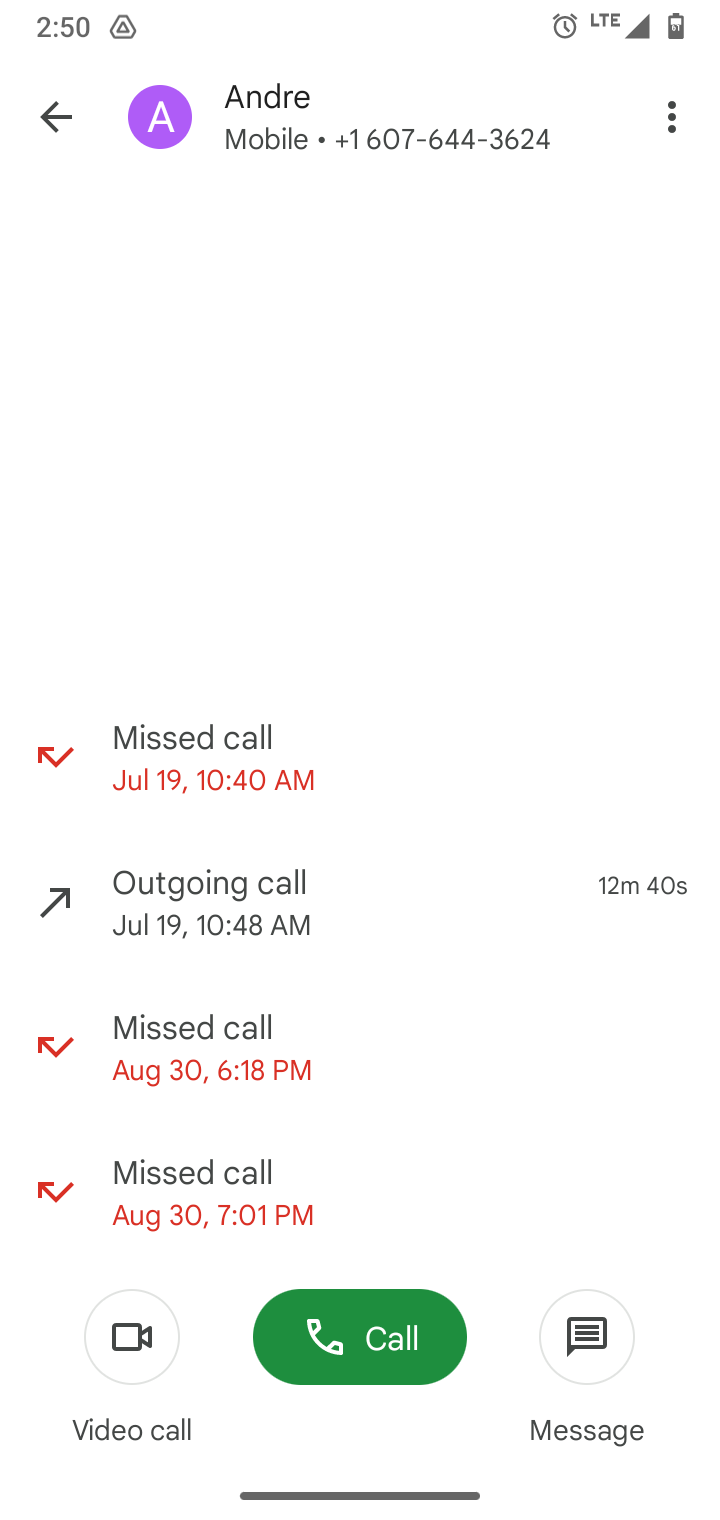 2:50
LTE
A
Andre
Mobile • +1 607-644-3624
Missed call
Jul 19, 10:40 AM
Outgoing call
12m 40s
Jul 19, 10:48 AM
Missed call
Aug 30, 6:18 PM
Missed call
Aug 30, 7:01 PM
Call
Video call
Message